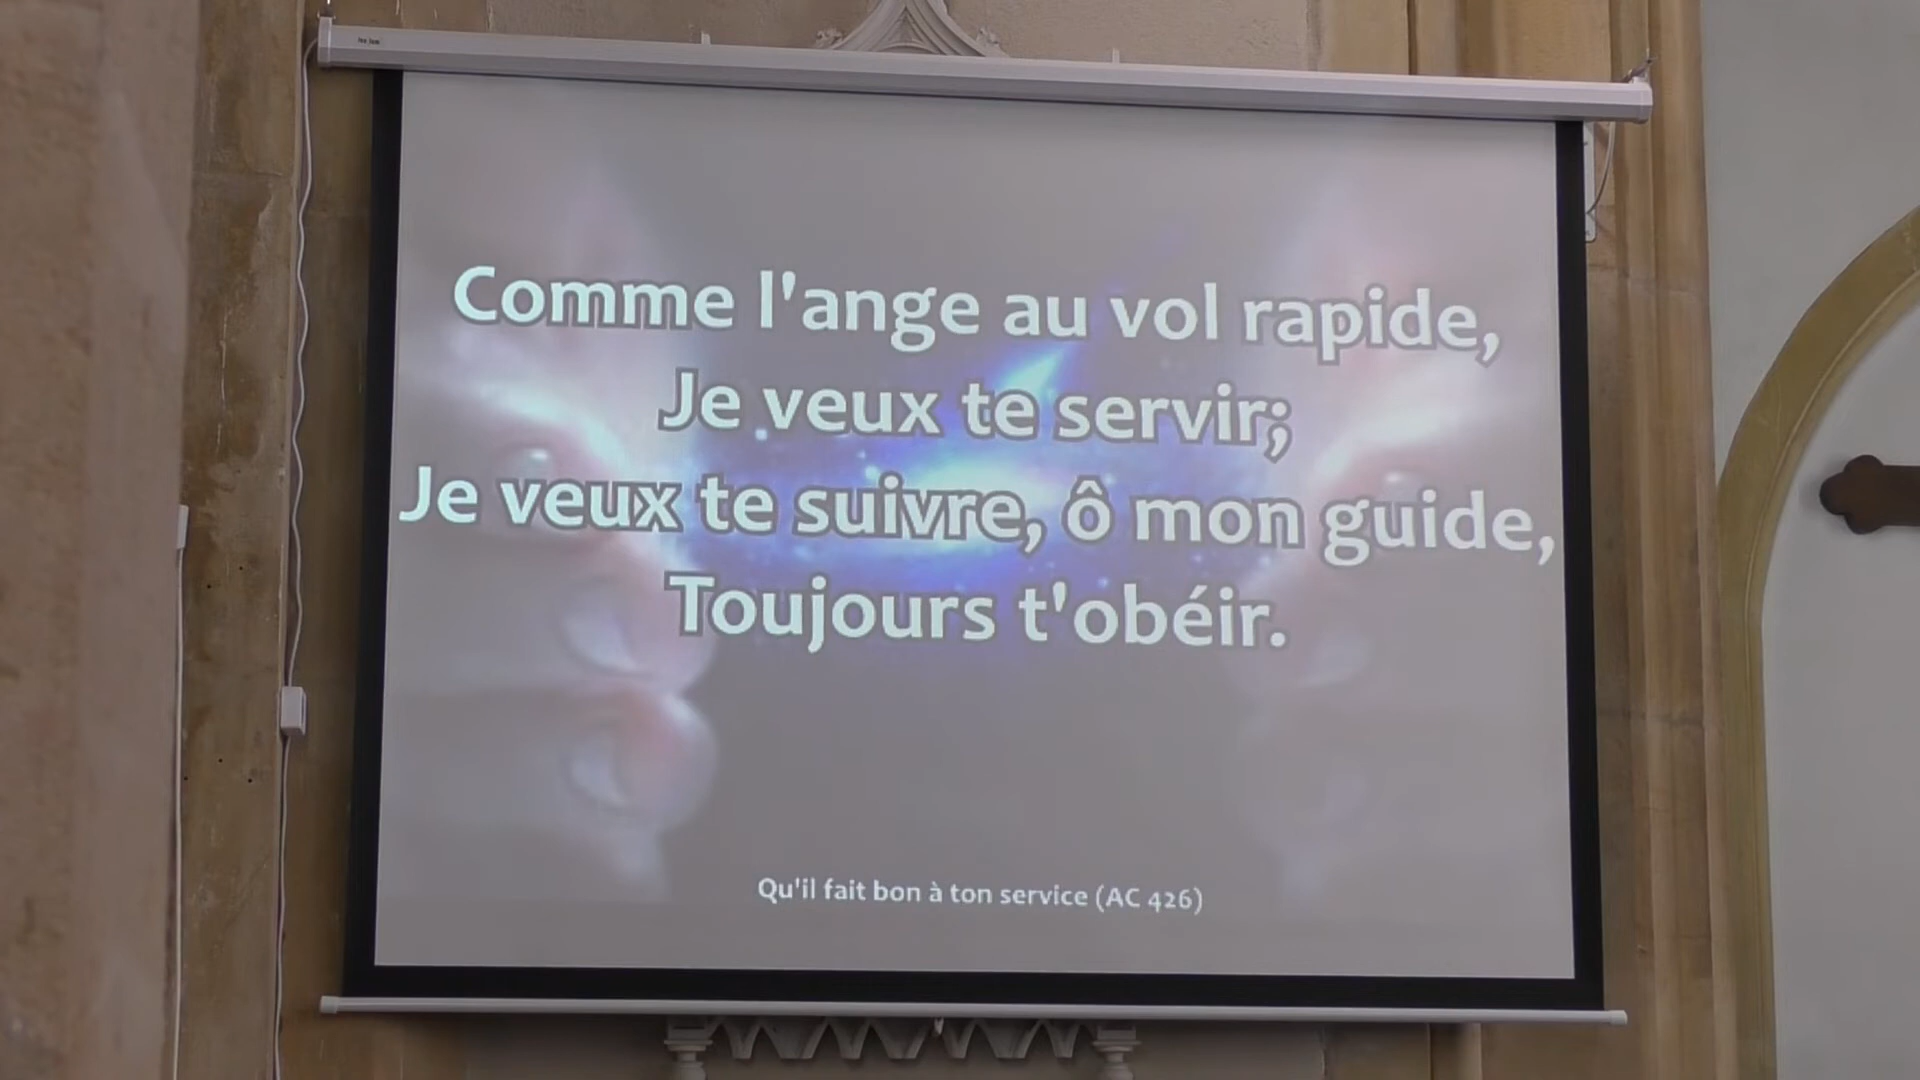 Comme l'ange au vol rapide,
Je veux te servir;
Je veux te suivre, ô mon guide,
Toujours t'obéir.
Qu'il fait bon à ton service (AC 426)